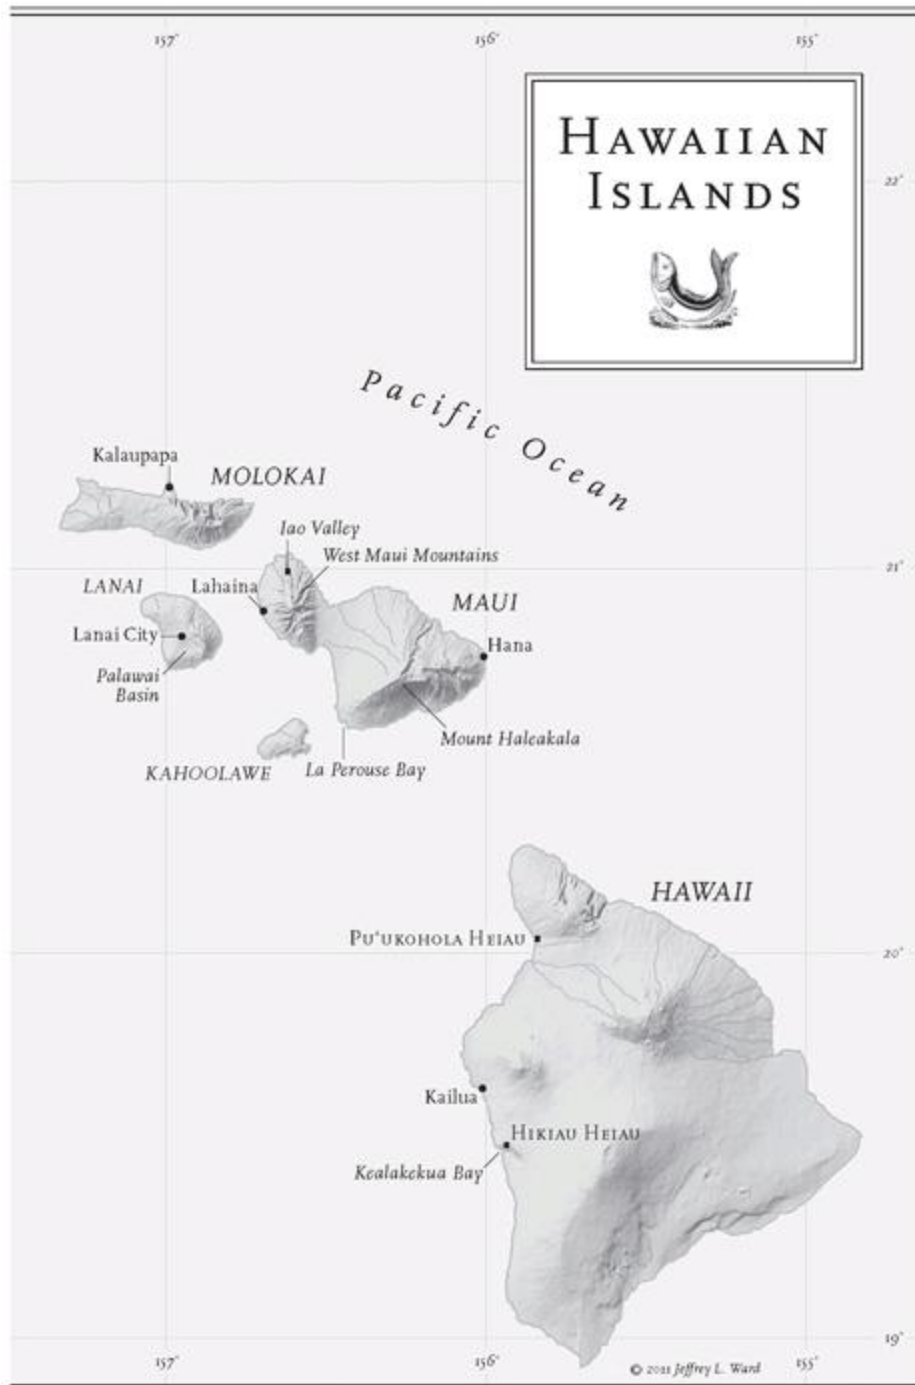 157° 156° 155°
HAWAIIAN
ISLANDS
22°
Pacific Ocean
Kalaupapa
MOLOKAI
Iao Valley
West Maui Mountains
21°
LANAI
Lahaina
MAUI
Lanai City
Hana
Palawai
Basin
Mount Haleakala
KAHOOLAWE
La Perouse Bay
HAWAII
PU‘UKOHOLA HEIAU
20°
Kailua
HIKIAU HEIAU
Kealakekua Bay
19°
157° 156° 155°
© 2011 Jeffrey L. Ward